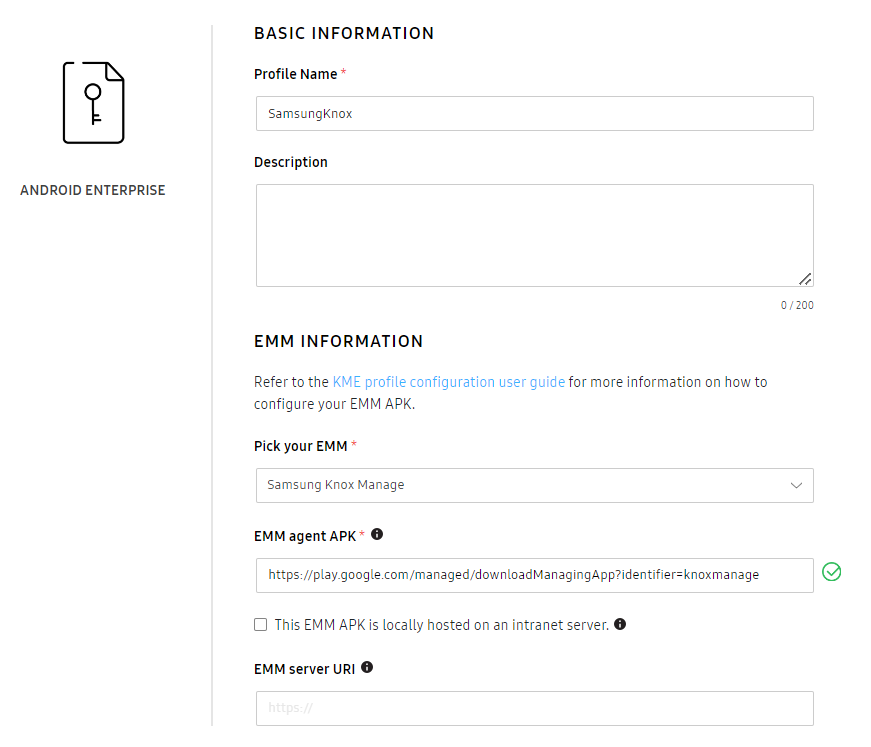 BASIC INFORMATION
Profile Name *
SamsungKnox
ANDROID ENTERPRISE
Description
0 / 200
EMM INFORMATION
Refer to the KME profile configuration user guide for more information on how to
configure your EMM APK.
Pick your EMM *
Samsung Knox Manage
EMM agent APK *
https://play.google.com/managed/downloadManagingApp?identifier=knoxmanage
This EMM APK is locally hosted on an intranet server.
EMM server URI
https://